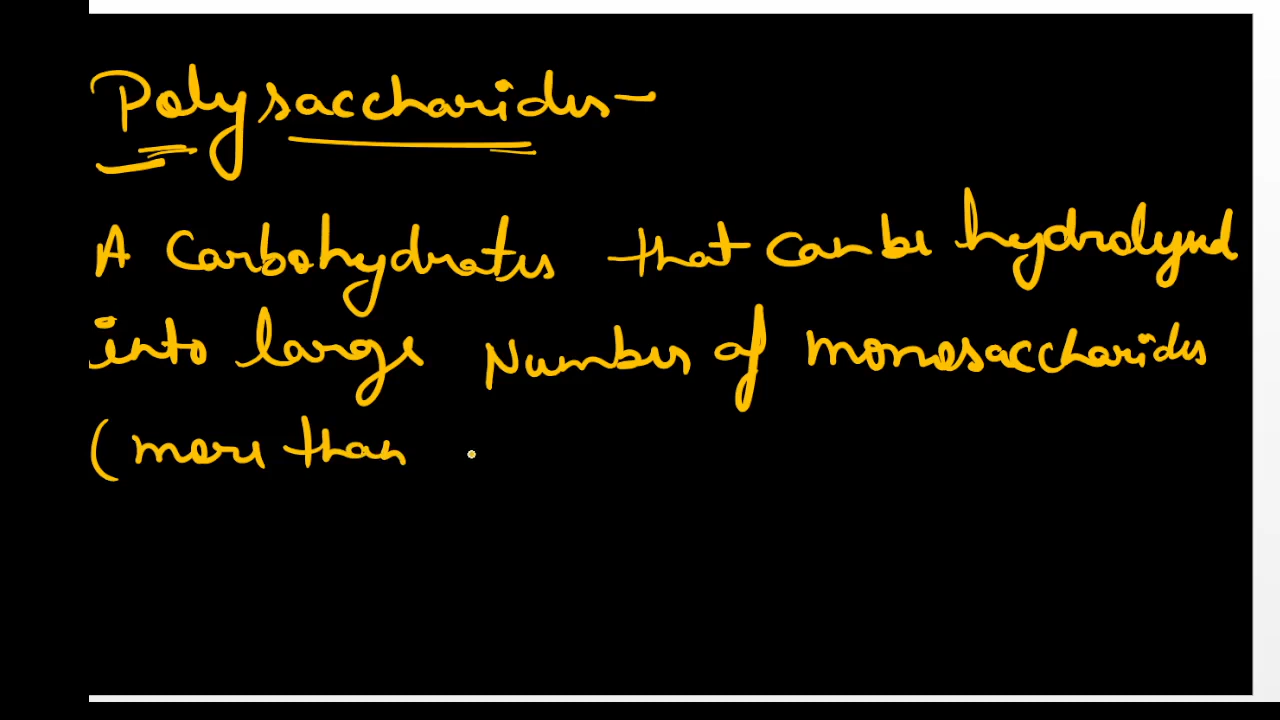 Polysaccharides-
A Carbohydrates that can be hydrolysed
into large Number of monosaccharides
(more than